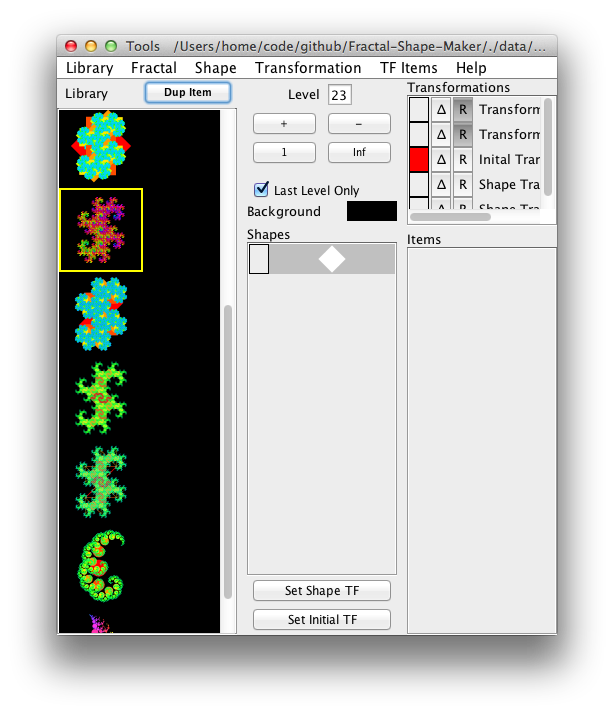 Tools /Users/home/code/github/Fractal-Shape-Maker/./data/...
Library Fractal Shape Transformation TF Items Help
Library
Dup Item
Level 23
+ −
1 Inf
Last Level Only
Background
Shapes
Set Shape TF
Set Initial TF
Transformations
Δ R Transform
Δ R Transform
Δ R Inital Tran
Δ R Shape Tra
Δ R Shape Tra
Items